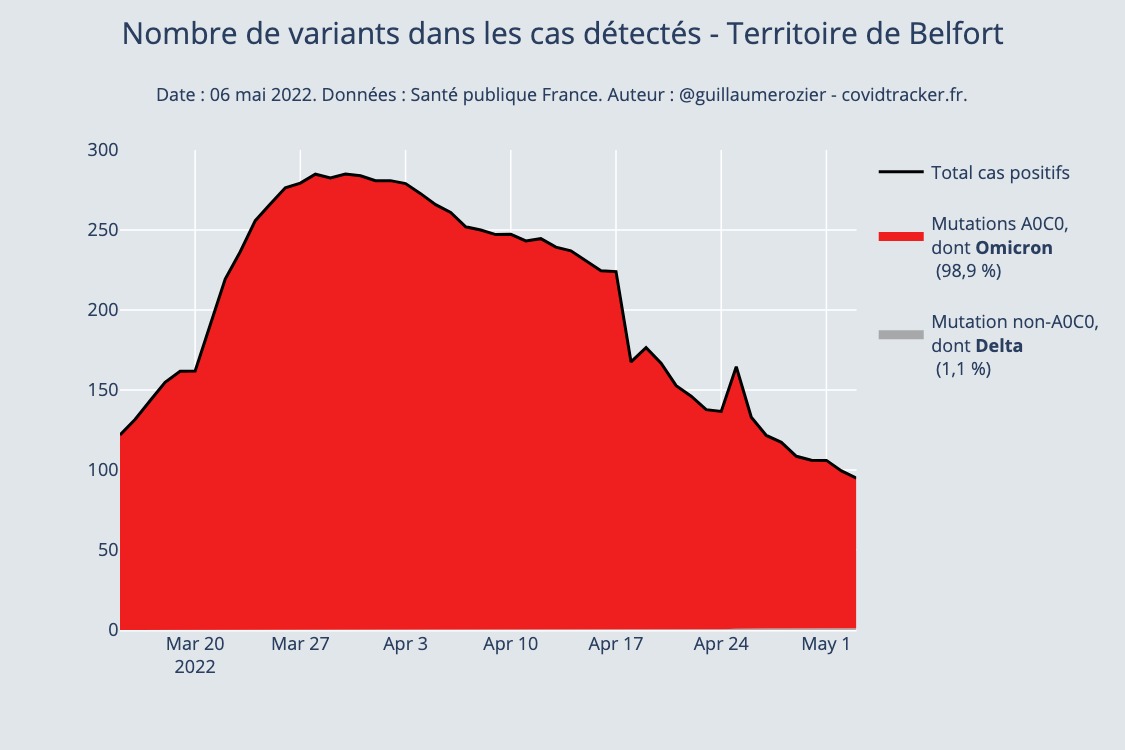 Nombre de variants dans les cas détectés - Territoire de Belfort
Date : 06 mai 2022. Données : Santé publique France. Auteur : @guillaumerozier - covidtracker.fr.
300
250
200
150
100
50
0
Mar 20
2022
Mar 27
Apr 3
Apr 10
Apr 17
Apr 24
May 1
Total cas positifs
Mutations A0C0,
dont Omicron
(98,9 %)
Mutation non-A0C0,
dont Delta
(1,1 %)